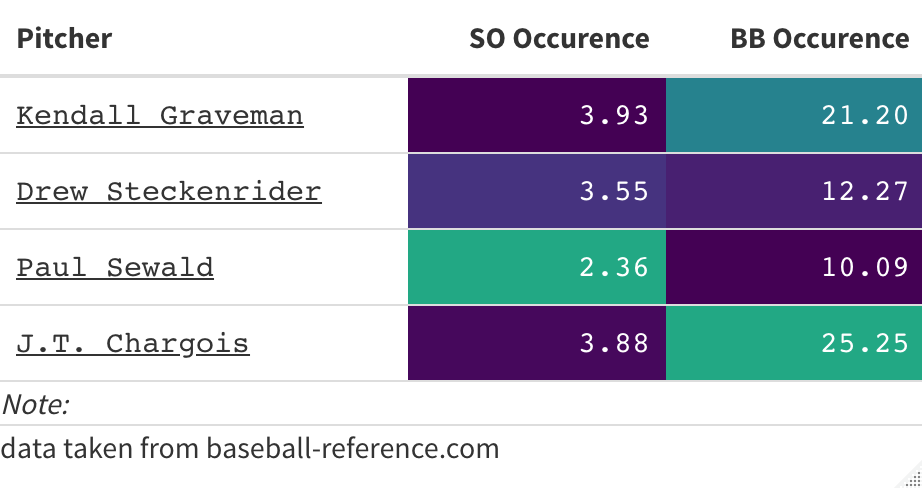 Pitcher SO Occurence BB Occurence
Kendall Graveman 3.93 21.20
Drew Steckenrider 3.55 12.27
Paul Sewald 2.36 10.09
J.T. Chargois 3.88 25.25
Note:
data taken from baseball-reference.com